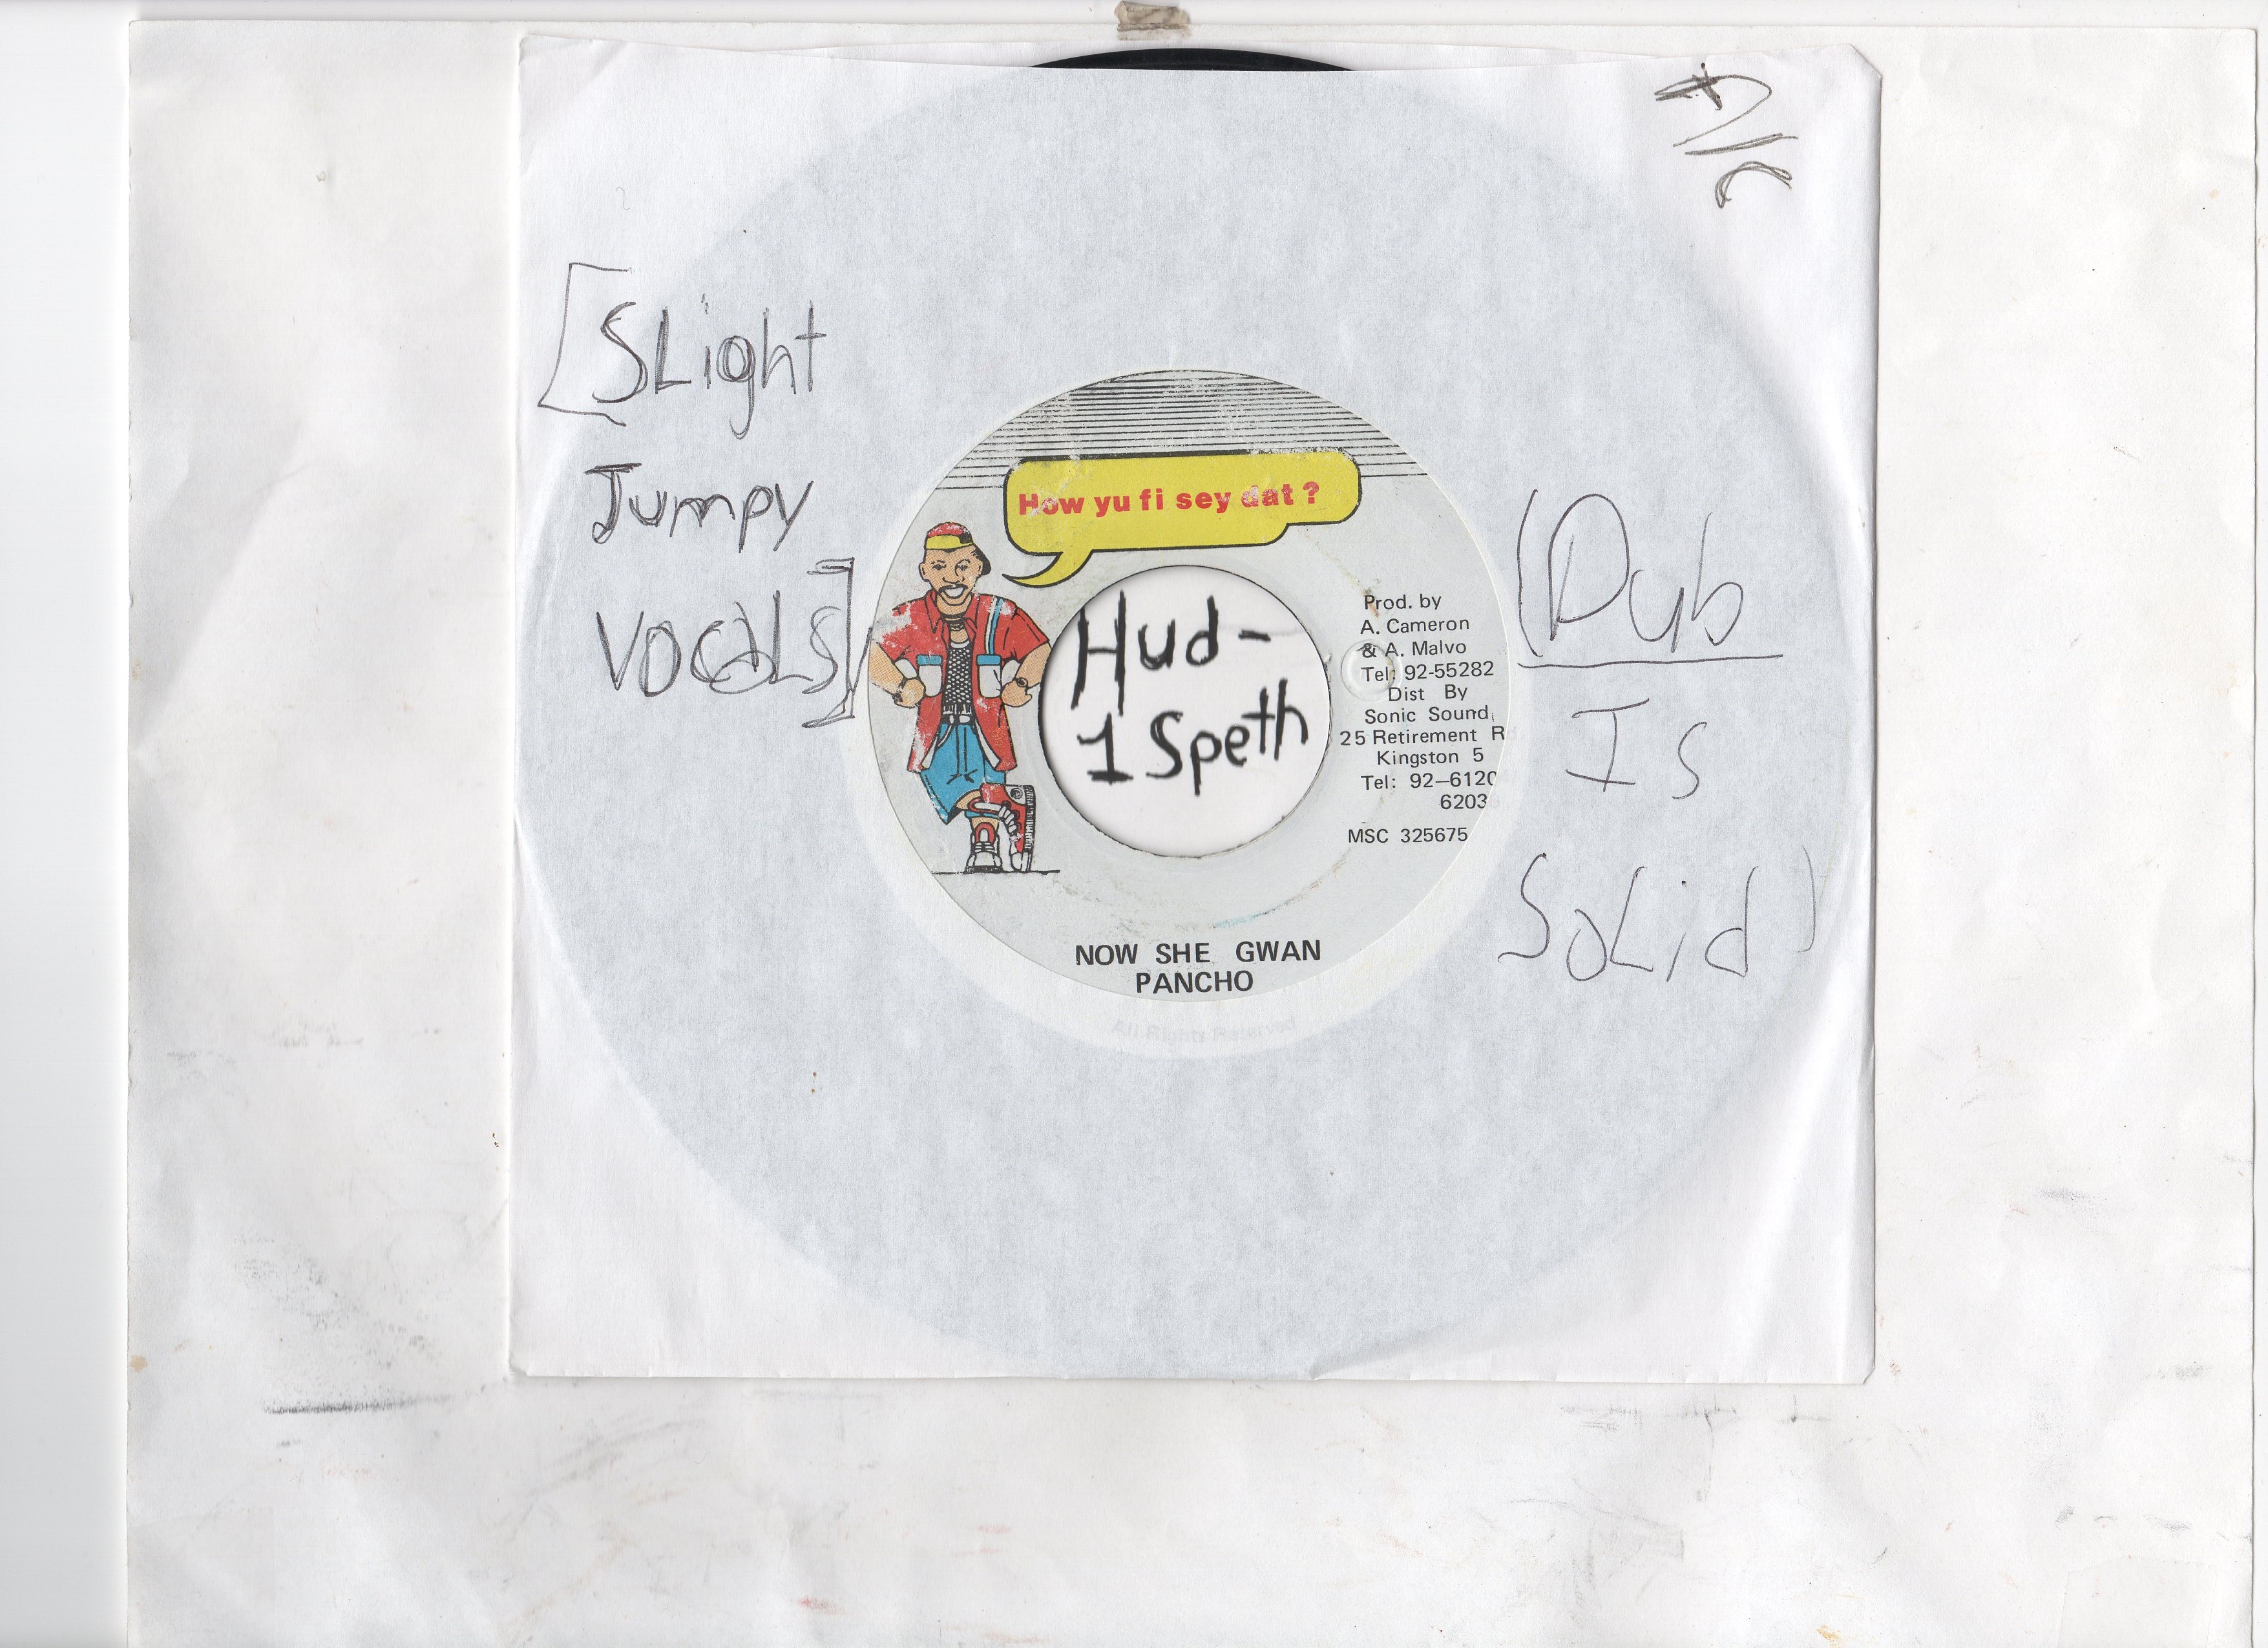 [SLight
Jumpy
VOCALS]
How yu fi sey dat ?
Hud-
1 Speth
Prod. by
A. Cameron
& A. Malvo
Tel: 92-55282
Dist By
Sonic Sound,
25 Retirement R
Kingston 5
Tel: 92-6120
6203
MSC 325675
NOW SHE GWAN
PANCHO
All Rights Reserved
(Dub
Is
SoLid)